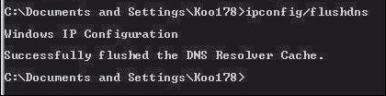 C:\Documents and Settings\Koo178>ipconfig/flushdns
Windows IP Configuration
Successfully flushed the DNS Resolver Cache.
C:\Documents and Settings\Koo178>